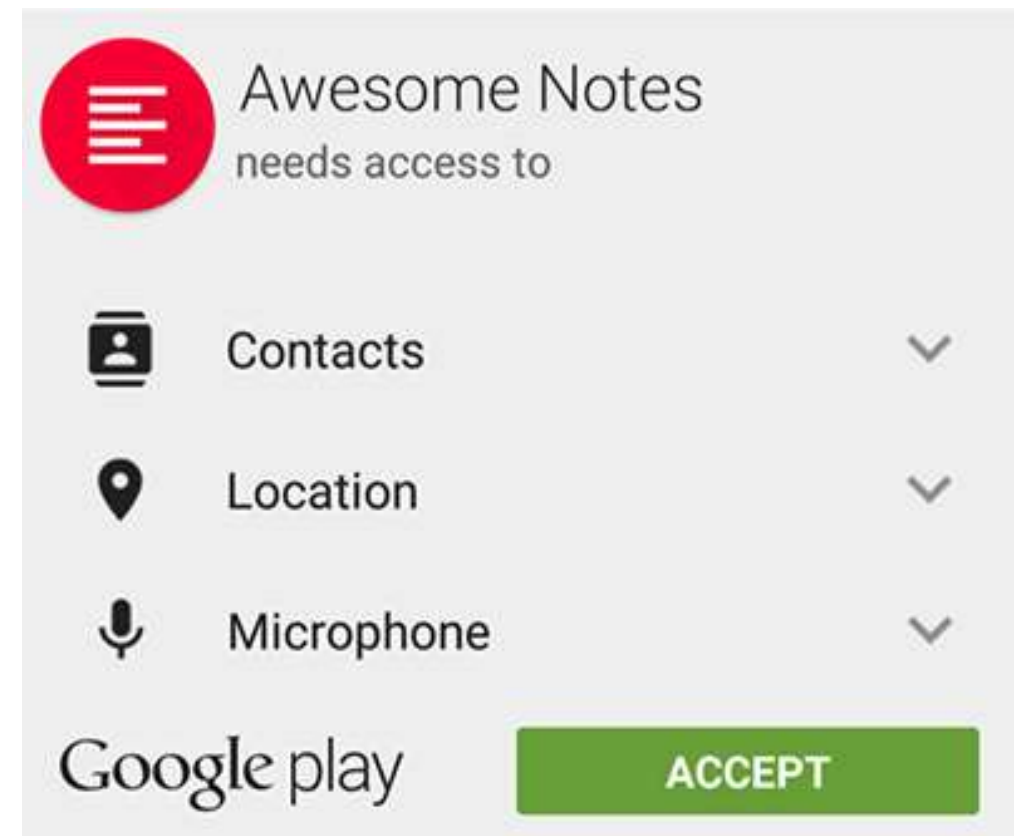 Awesome Notes
needs access to
Contacts
Location
Microphone
Google play
ACCEPT